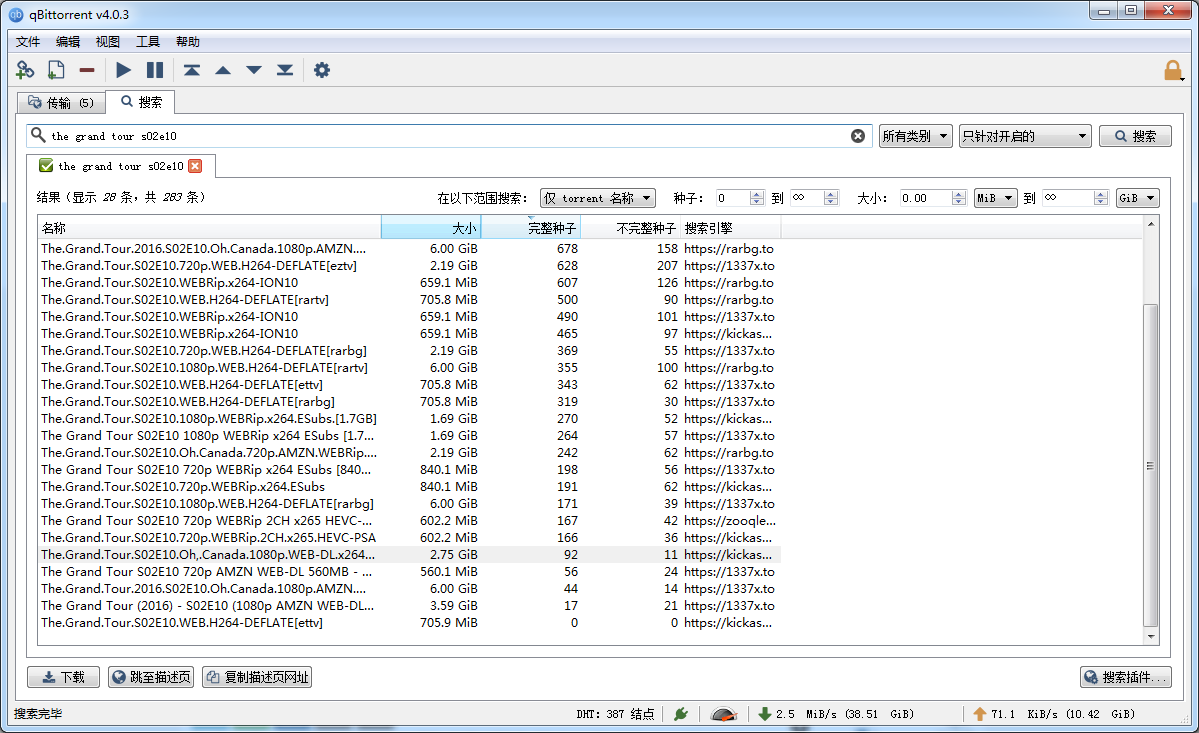 qBittorrent v4.0.3
文件 编辑 视图 工具 帮助
传输 (5) 搜索
the grand tour s02e10 所有类别 只针对开启的 搜索
the grand tour s02e10
结果（显示 28 条，共 283 条） 在以下范围搜索： 仅 torrent 名称 种子： 0 到 ∞ 大小： 0.00 MiB 到 ∞ GiB
名称 大小 完整种子 不完整种子 搜索引擎
The.Grand.Tour.2016.S02E10.Oh.Canada.1080p.AMZN.... 6.00 GiB 678 158 https://rarbg.to
The.Grand.Tour.S02E10.720p.WEB.H264-DEFLATE[eztv] 2.19 GiB 628 207 https://1337x.to
The.Grand.Tour.S02E10.WEBRip.x264-ION10 659.1 MiB 607 126 https://rarbg.to
The.Grand.Tour.S02E10.WEB.H264-DEFLATE[rartv] 705.8 MiB 500 90 https://rarbg.to
The.Grand.Tour.S02E10.WEBRip.x264-ION10 659.1 MiB 490 101 https://1337x.to
The.Grand.Tour.S02E10.WEBRip.x264-ION10 659.1 MiB 465 97 https://kickas...
The.Grand.Tour.S02E10.720p.WEB.H264-DEFLATE[rarbg] 2.19 GiB 369 55 https://1337x.to
The.Grand.Tour.S02E10.1080p.WEB.H264-DEFLATE[rartv] 6.00 GiB 355 100 https://rarbg.to
The.Grand.Tour.S02E10.WEB.H264-DEFLATE[ettv] 705.8 MiB 343 62 https://1337x.to
The.Grand.Tour.S02E10.WEB.H264-DEFLATE[rarbg] 705.8 MiB 319 30 https://1337x.to
The.Grand.Tour.S02E10.1080p.WEBRip.x264.ESubs.[1.7GB] 1.69 GiB 270 52 https://kickas...
The Grand Tour S02E10 1080p WEBRip x264 ESubs [1.7... 1.69 GiB 264 57 https://1337x.to
The.Grand.Tour.S02E10.Oh.Canada.720p.AMZN.WEBRip.... 2.19 GiB 242 62 https://rarbg.to
The Grand Tour S02E10 720p WEBRip x264 ESubs [840... 840.1 MiB 198 56 https://1337x.to
The.Grand.Tour.S02E10.720p.WEBRip.x264.ESubs 840.1 MiB 191 62 https://kickas...
The.Grand.Tour.S02E10.1080p.WEB.H264-DEFLATE[rarbg] 6.00 GiB 171 39 https://1337x.to
The Grand Tour S02E10 720p WEBRip 2CH x265 HEVC-... 602.2 MiB 167 42 https://zooqle...
The.Grand.Tour.S02E10.720p.WEBRip.2CH.x265.HEVC-PSA 602.2 MiB 166 36 https://kickas...
The.Grand.Tour.S02E10.Oh,.Canada.1080p.WEB-DL.x264... 2.75 GiB 92 11 https://kickas...
The Grand Tour S02E10 720p AMZN WEB-DL 560MB - ... 560.1 MiB 56 24 https://1337x.to
The.Grand.Tour.2016.S02E10.Oh.Canada.1080p.AMZN.... 6.00 GiB 44 14 https://1337x.to
The Grand Tour (2016) - S02E10 (1080p AMZN WEB-DL... 3.59 GiB 17 21 https://1337x.to
The.Grand.Tour.S02E10.WEB.H264-DEFLATE[ettv] 705.9 MiB 0 0 https://kickas...
下载 跳至描述页 复制描述页网址 搜索插件...
搜索完毕 DHT: 387 结点 2.5 MiB/s (38.51 GiB) 71.1 KiB/s (10.42 GiB)